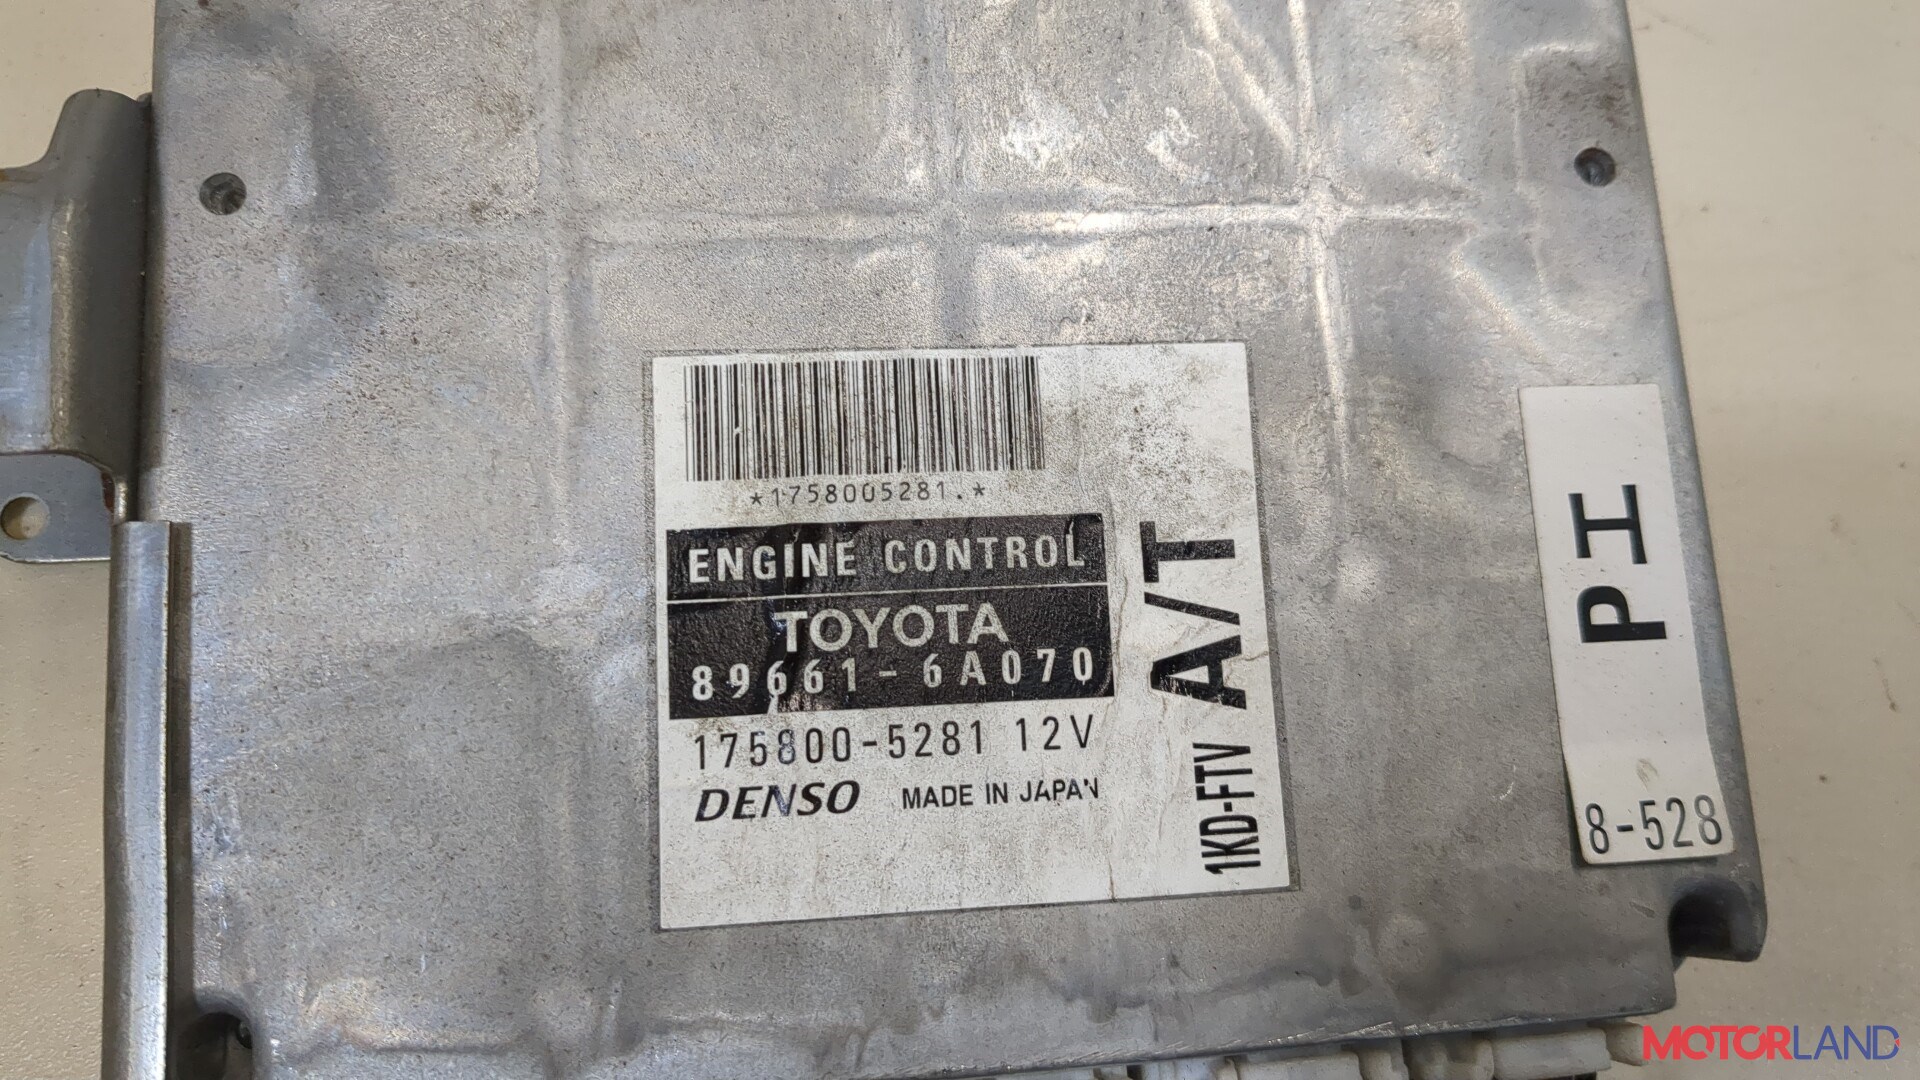 *1758005281.*
ENGINE CONTROL
TOYOTA
89661-6A070
175800-5281 12V
DENSO MADE IN JAPAN
1KD-FTV A/T
PI
8-528
MOTORLAND